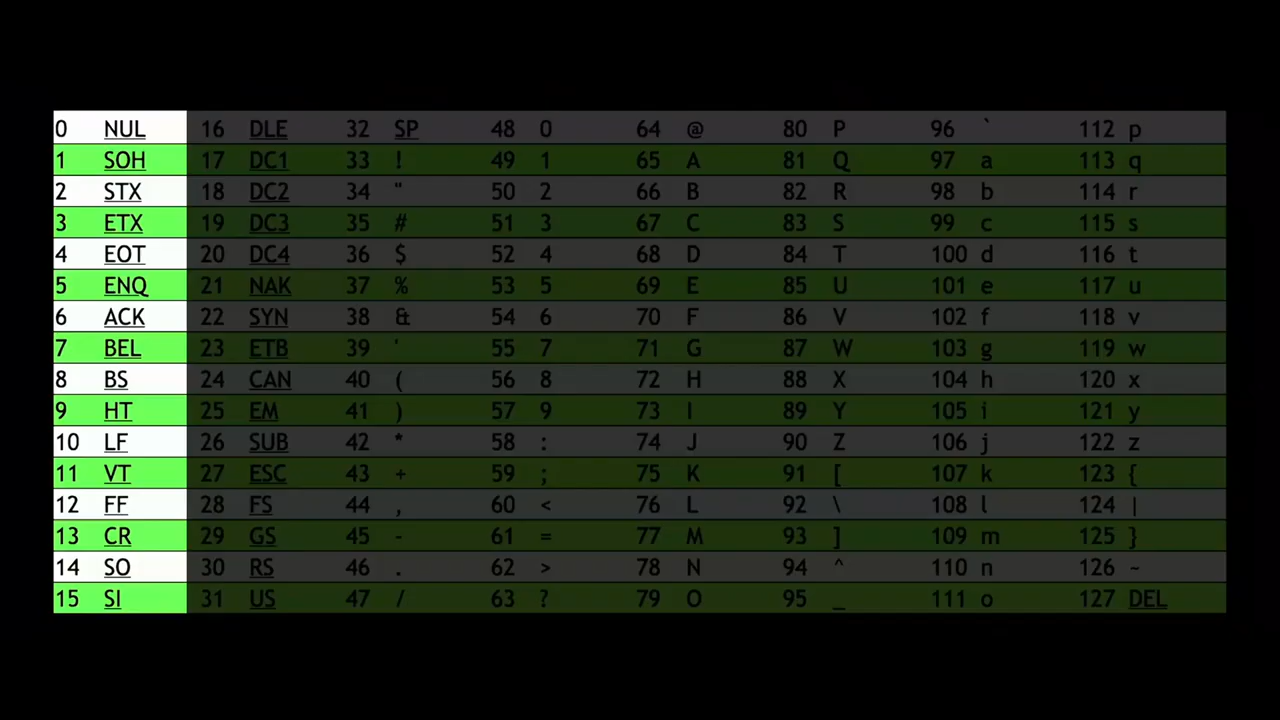 0 NUL 16 DLE 32 SP 48 0 64 @ 80 P 96 ` 112 p
1 SOH 17 DC1 33 ! 49 1 65 A 81 Q 97 a 113 q
2 STX 18 DC2 34 " 50 2 66 B 82 R 98 b 114 r
3 ETX 19 DC3 35 # 51 3 67 C 83 S 99 c 115 s
4 EOT 20 DC4 36 $ 52 4 68 D 84 T 100 d 116 t
5 ENQ 21 NAK 37 % 53 5 69 E 85 U 101 e 117 u
6 ACK 22 SYN 38 & 54 6 70 F 86 V 102 f 118 v
7 BEL 23 ETB 39 ' 55 7 71 G 87 W 103 g 119 w
8 BS 24 CAN 40 ( 56 8 72 H 88 X 104 h 120 x
9 HT 25 EM 41 ) 57 9 73 I 89 Y 105 i 121 y
10 LF 26 SUB 42 * 58 : 74 J 90 Z 106 j 122 z
11 VT 27 ESC 43 + 59 ; 75 K 91 [ 107 k 123 {
12 FF 28 FS 44 , 60 < 76 L 92 \ 108 l 124 |
13 CR 29 GS 45 - 61 = 77 M 93 ] 109 m 125 }
14 SO 30 RS 46 . 62 > 78 N 94 ^ 110 n 126 ~
15 SI 31 US 47 / 63 ? 79 O 95 _ 111 o 127 DEL